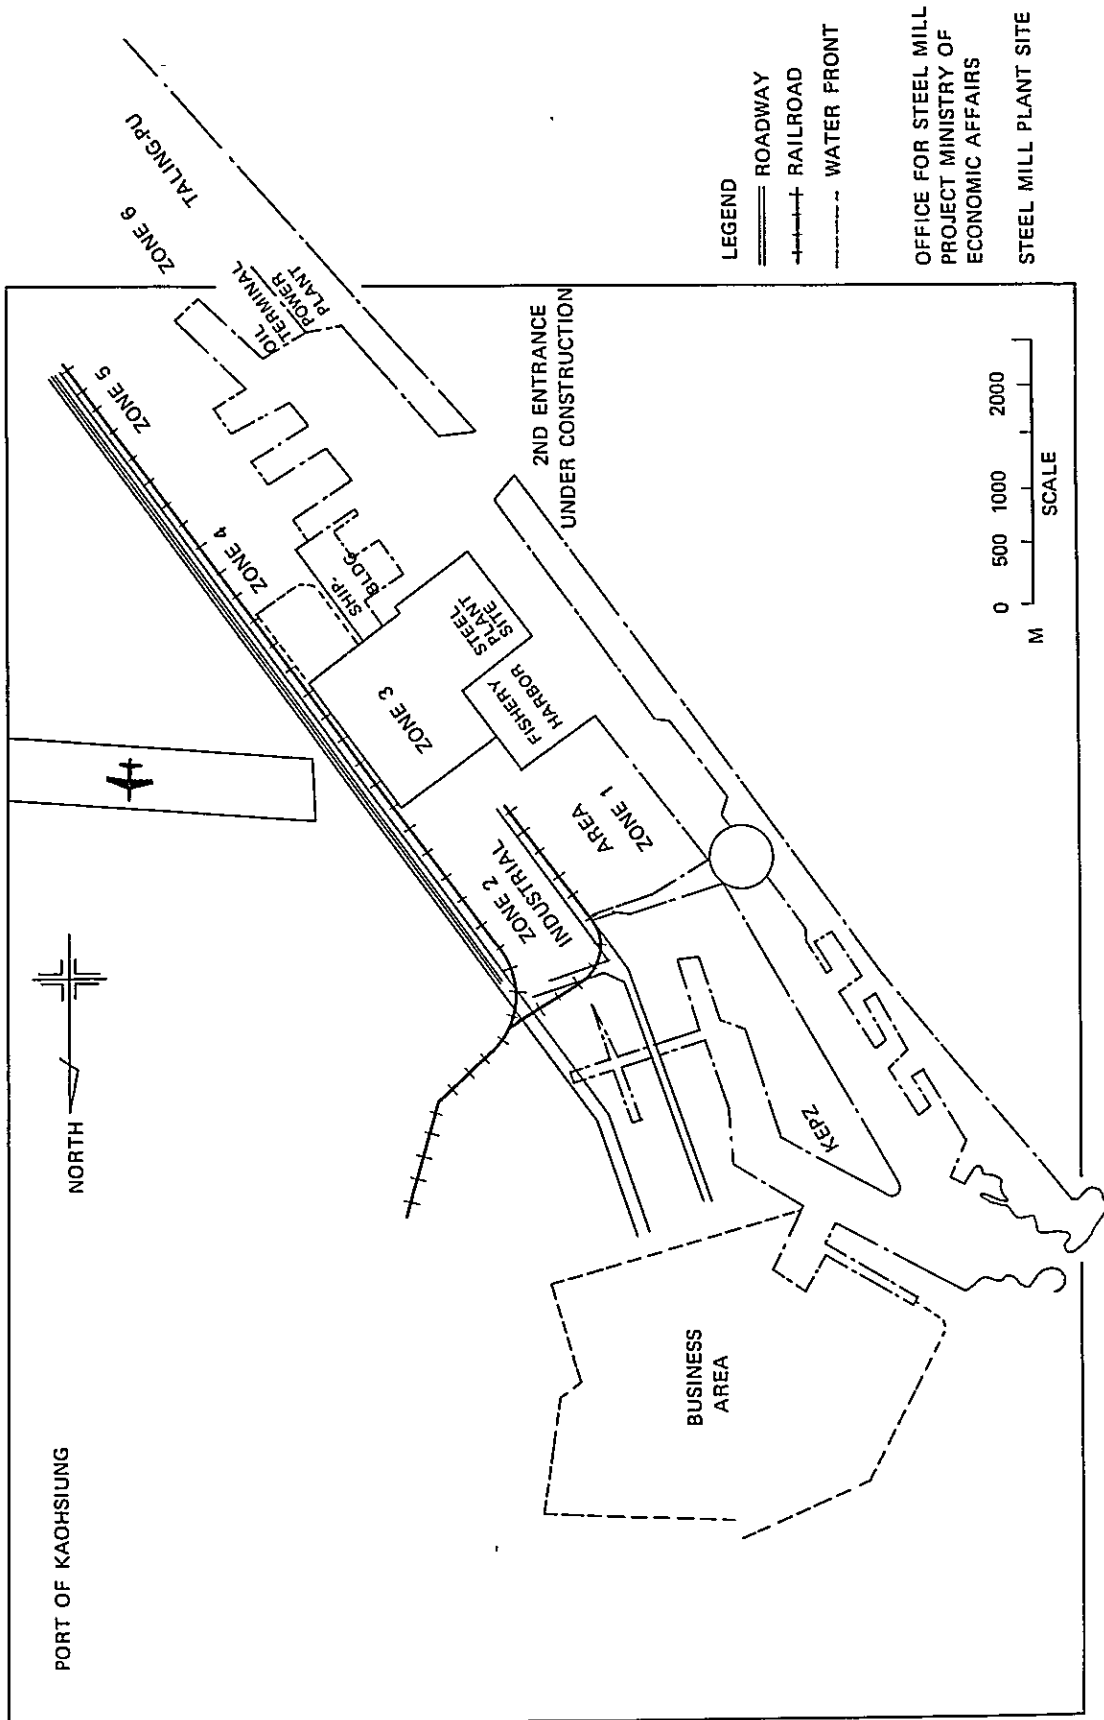 PORT OF KAOHSIUNG
NORTH
BUSINESS
AREA
KEPZ
ZONE 2
INDUSTRIAL
AREA
ZONE 1
ZONE 3
FISHERY
HARBOR
STEEL
PLANT
SITE
SHIP.
BLDG
ZONE 4
ZONE 5
OIL
TERMINAL
POWER
PLANT
ZONE 6
TALING-PU
2ND ENTRANCE
UNDER CONSTRUCTION
0 500 1000 2000
M
SCALE
LEGEND
ROADWAY
RAILROAD
WATER FRONT
OFFICE FOR STEEL MILL
PROJECT MINISTRY OF
ECONOMIC AFFAIRS
STEEL MILL PLANT SITE